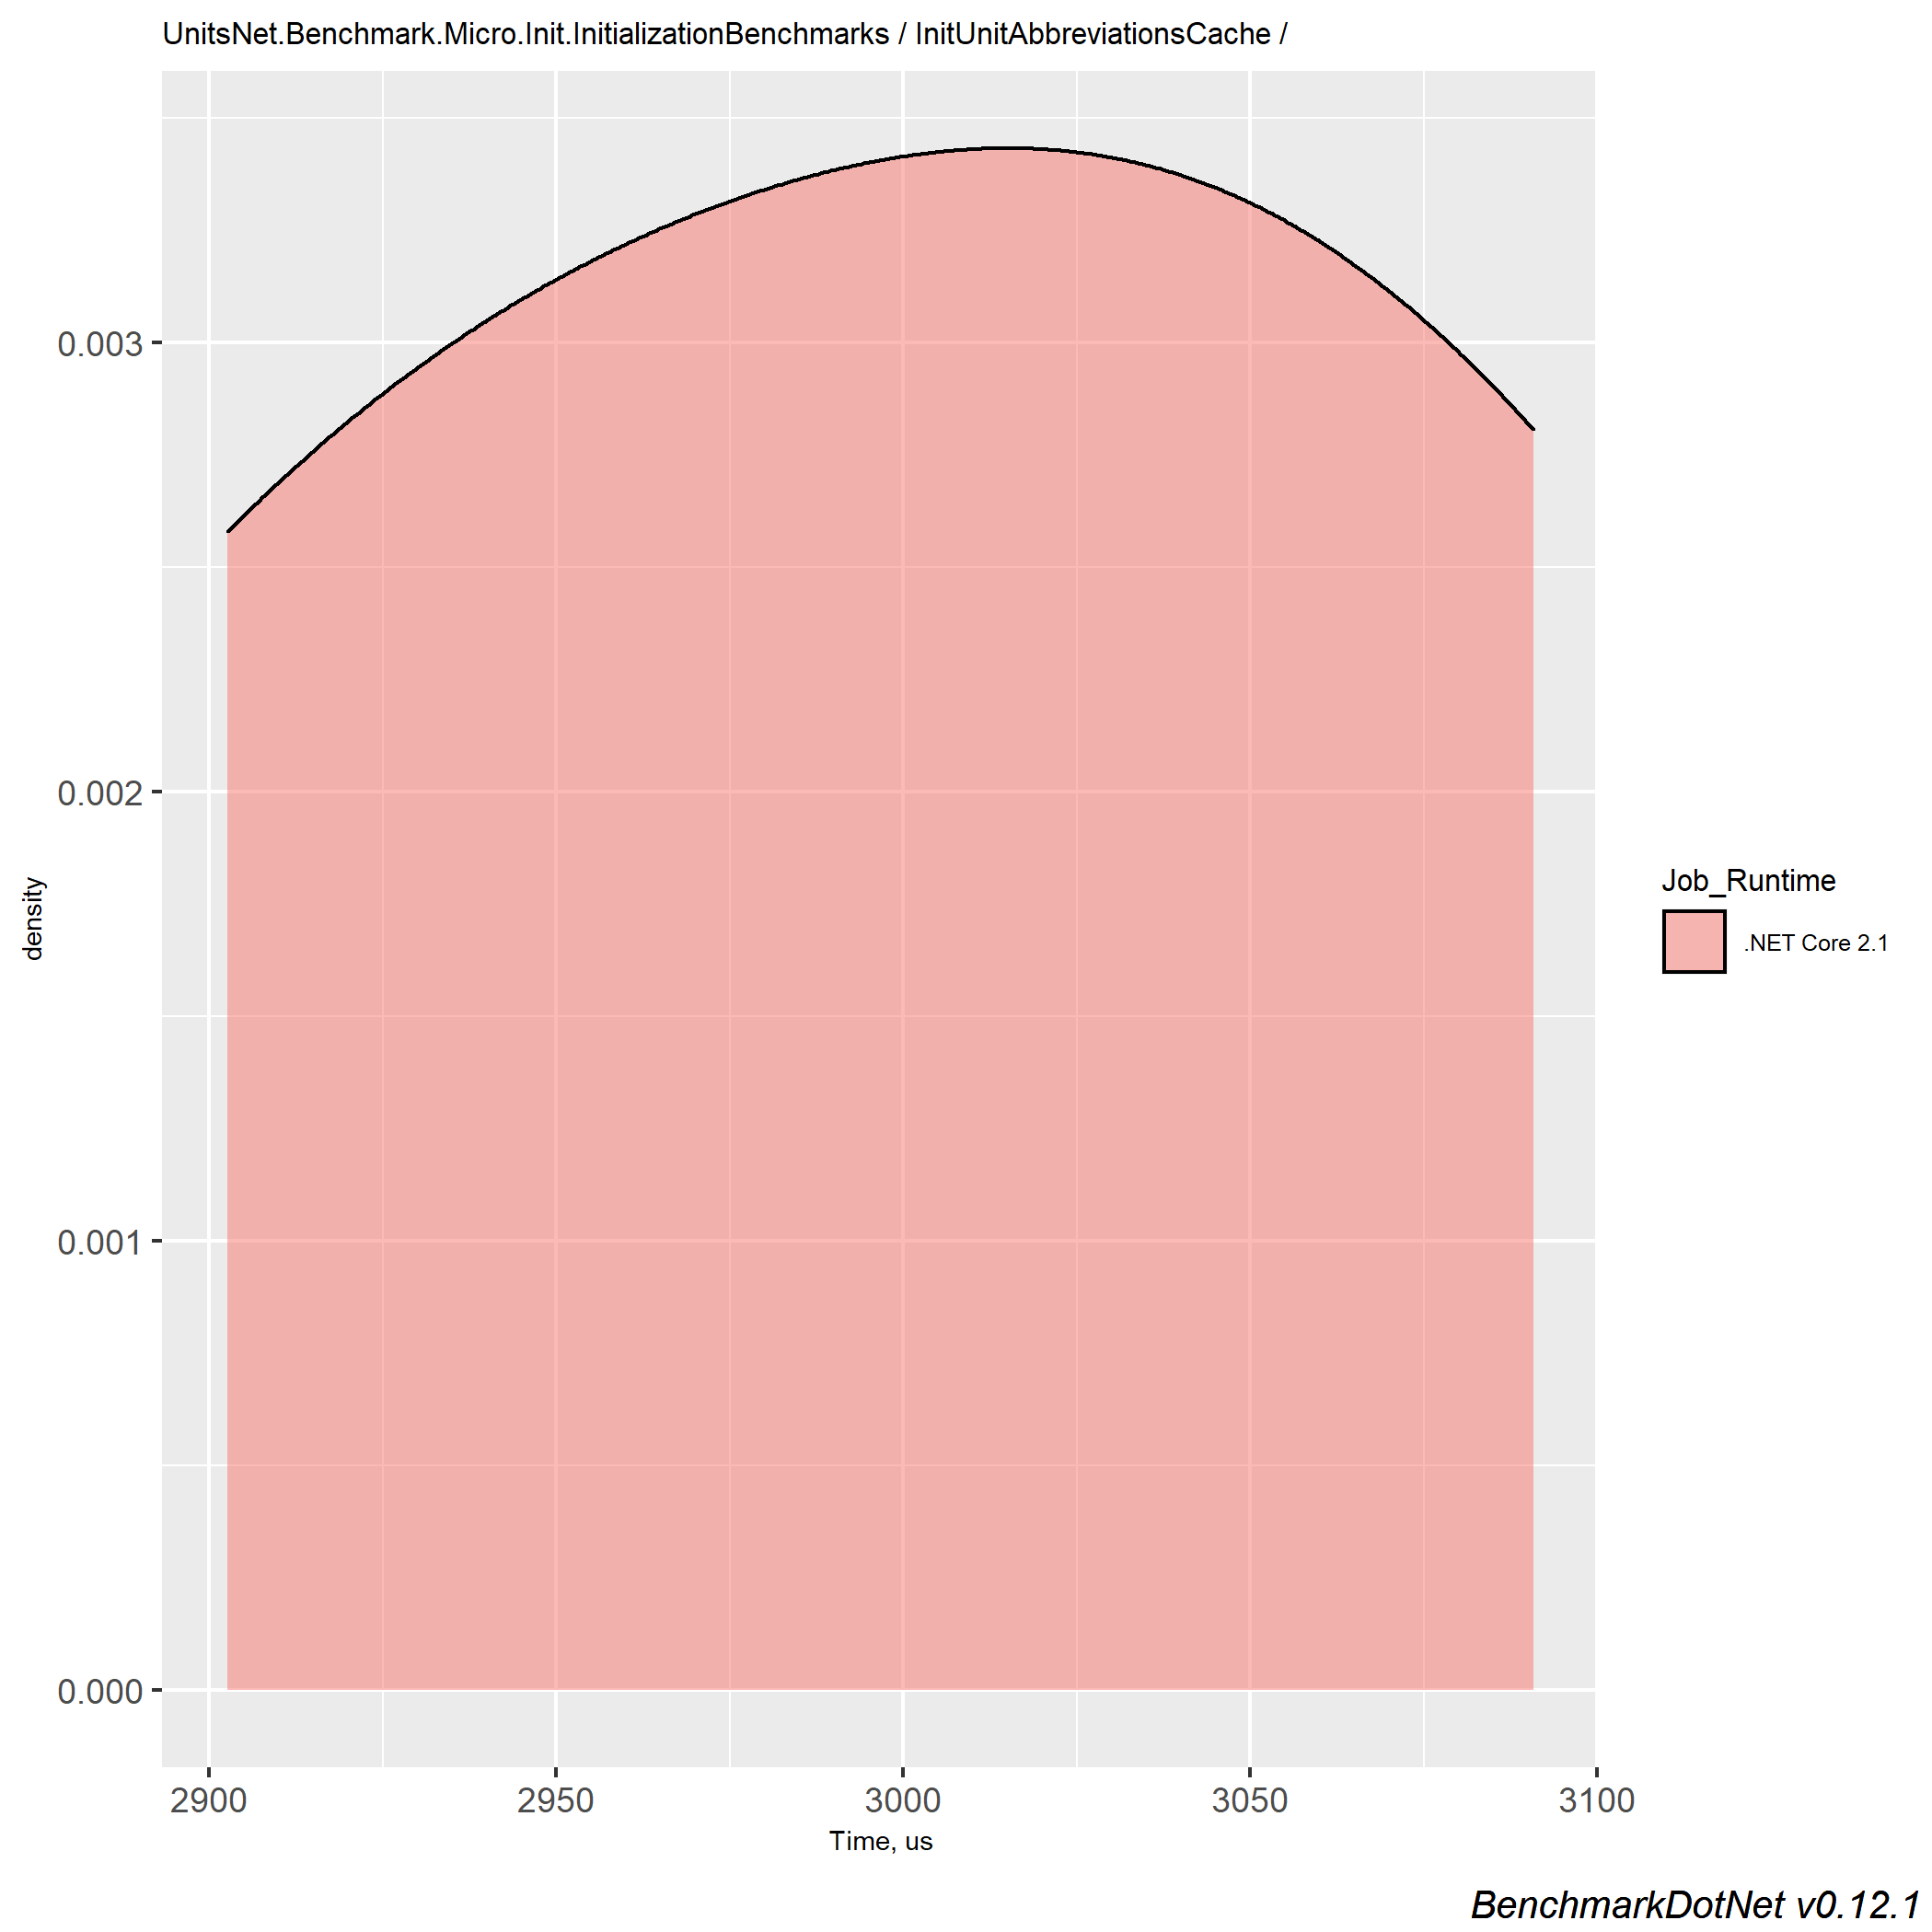 UnitsNet.Benchmark.Micro.Init.InitializationBenchmarks / InitUnitAbbreviationsCache /
0.003
0.002
0.001
0.000
density
2900 2950 3000 3050 3100
Time, us
Job_Runtime
.NET Core 2.1
BenchmarkDotNet v0.12.1